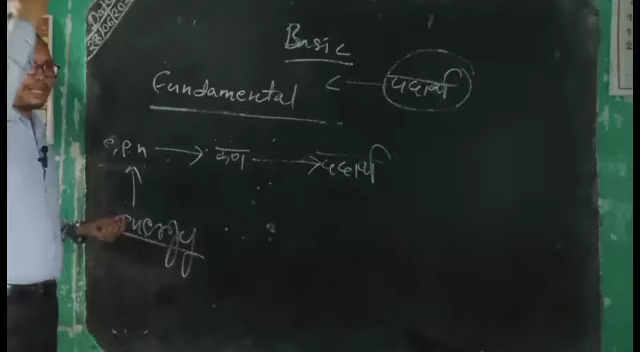 Basic
Fundamental ← पदार्थ
e, p, n → कण → पदार्थ
↑
energy